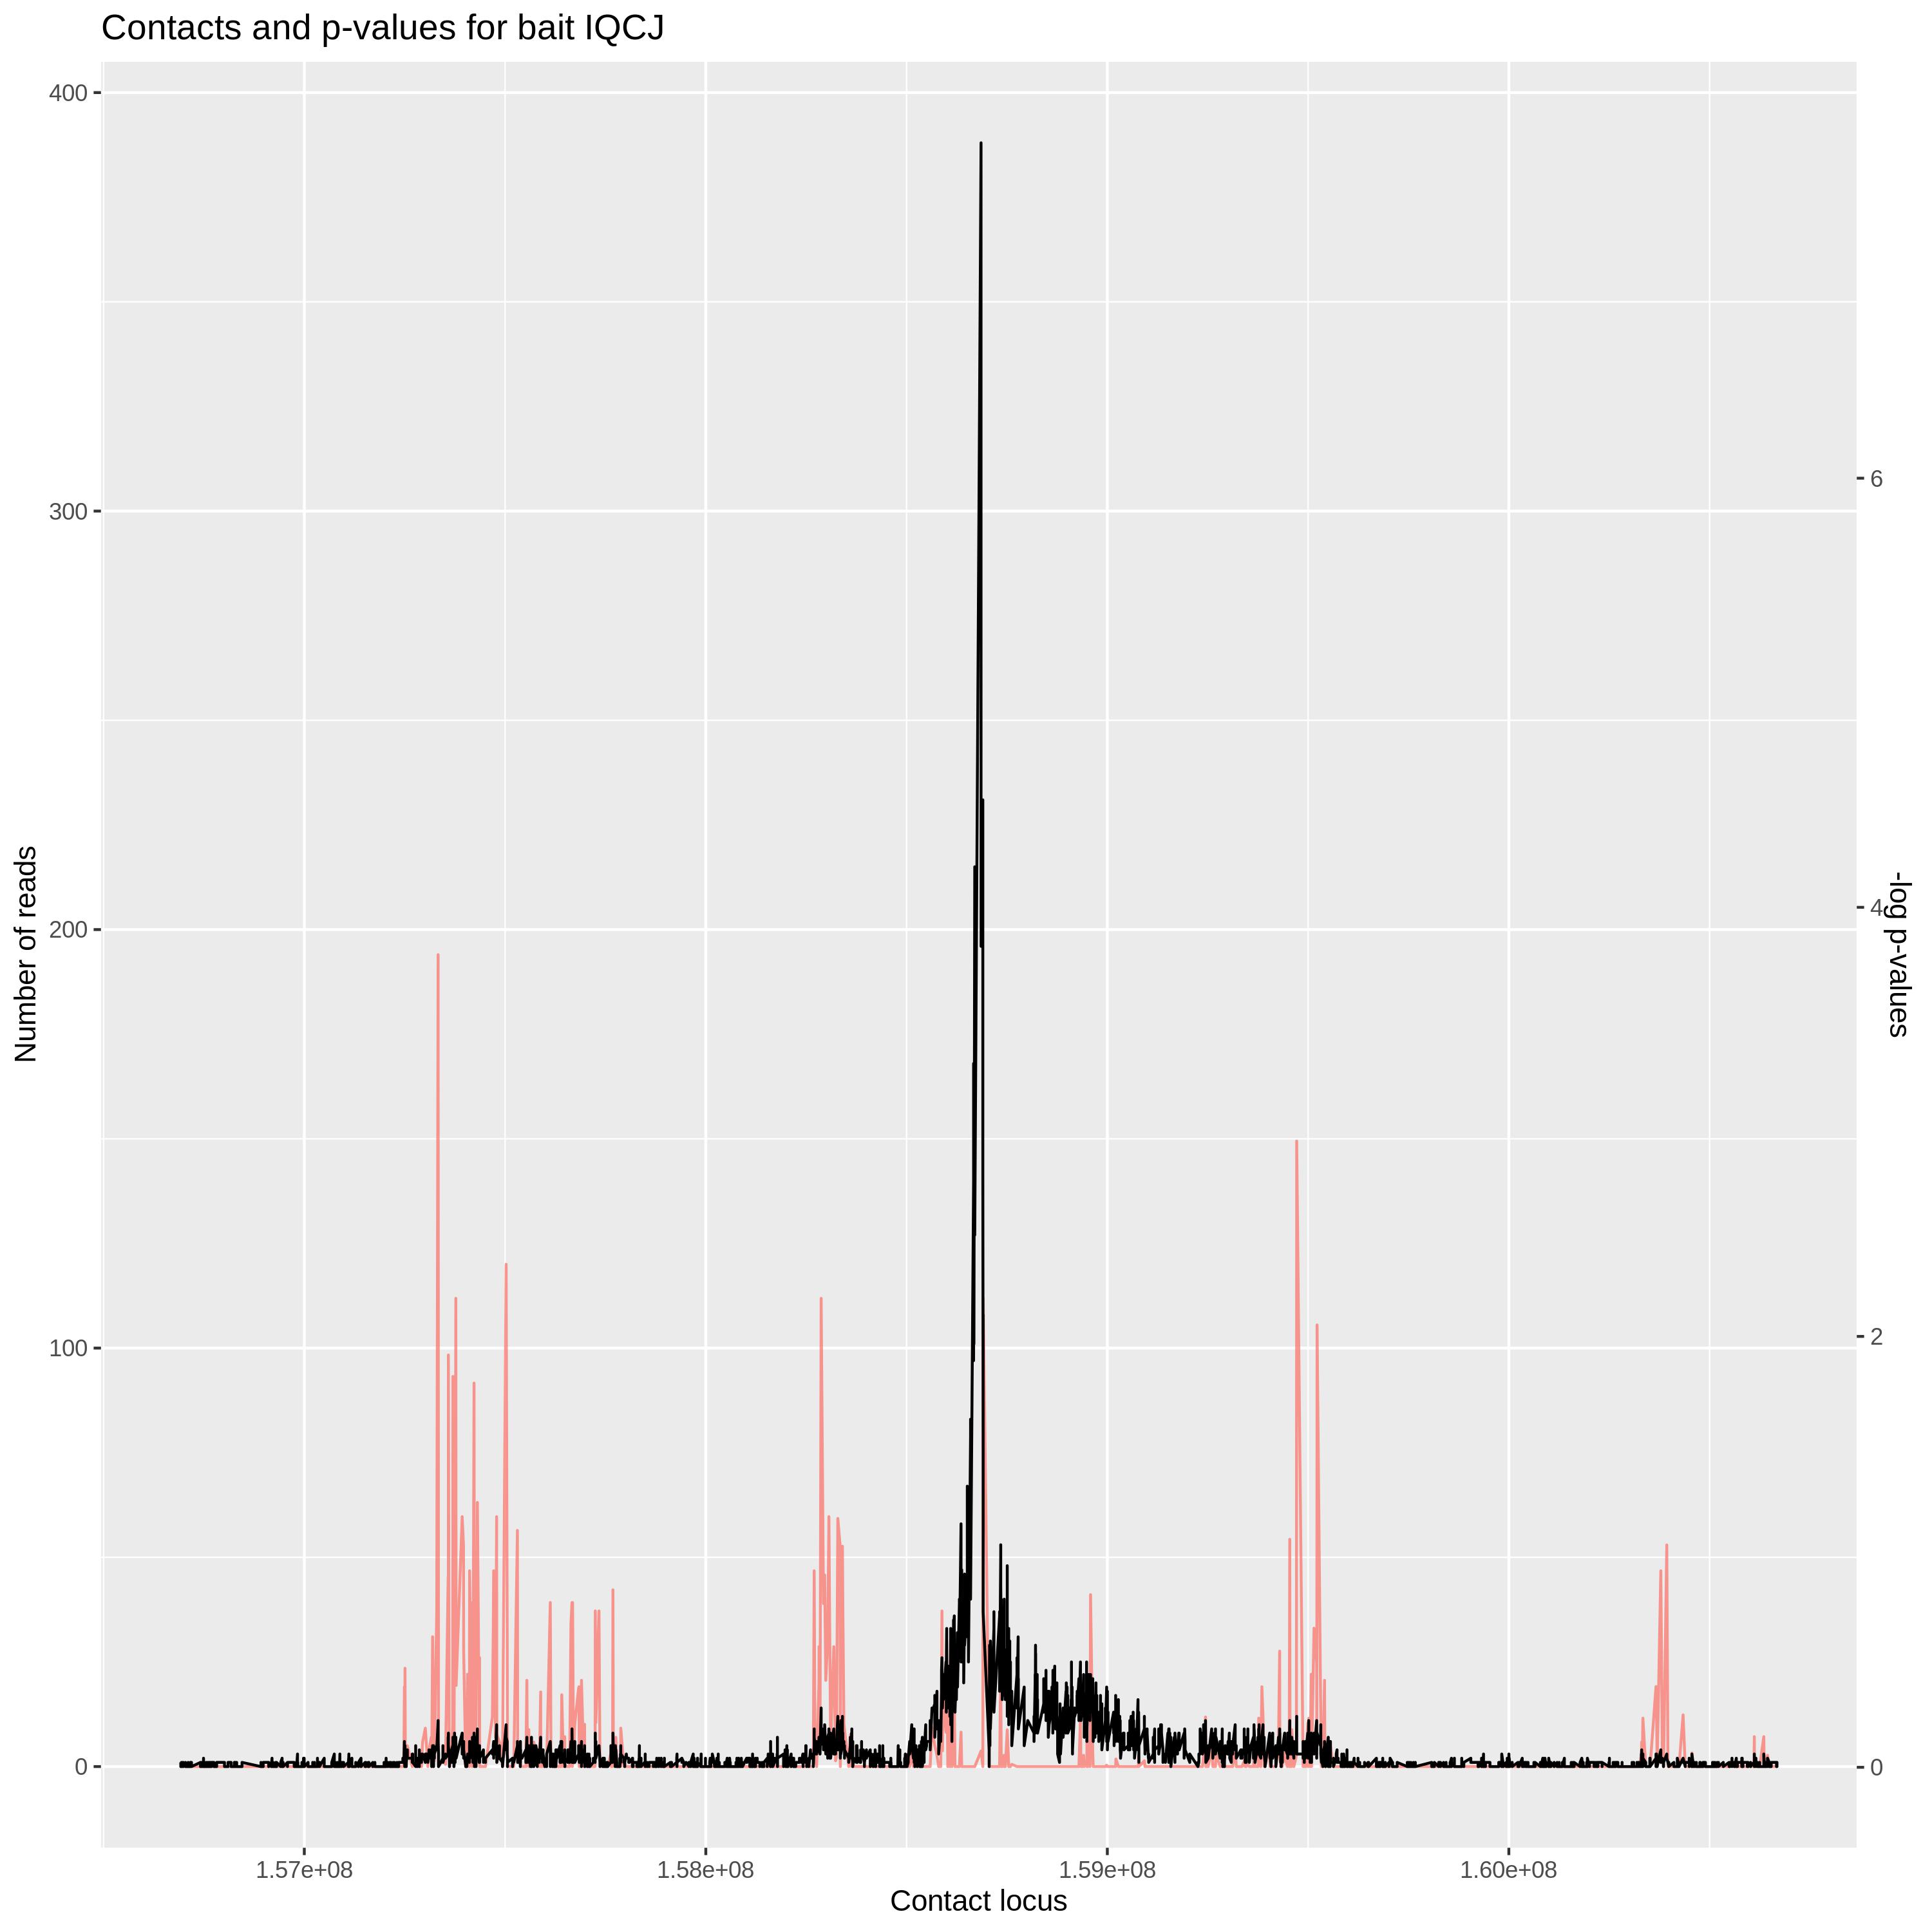 Contacts and p-values for bait IQCJ
400
300
200
100
0
Number of reads
6
4
2
0
-log p-values
1.57e+08
1.58e+08
1.59e+08
1.60e+08
Contact locus